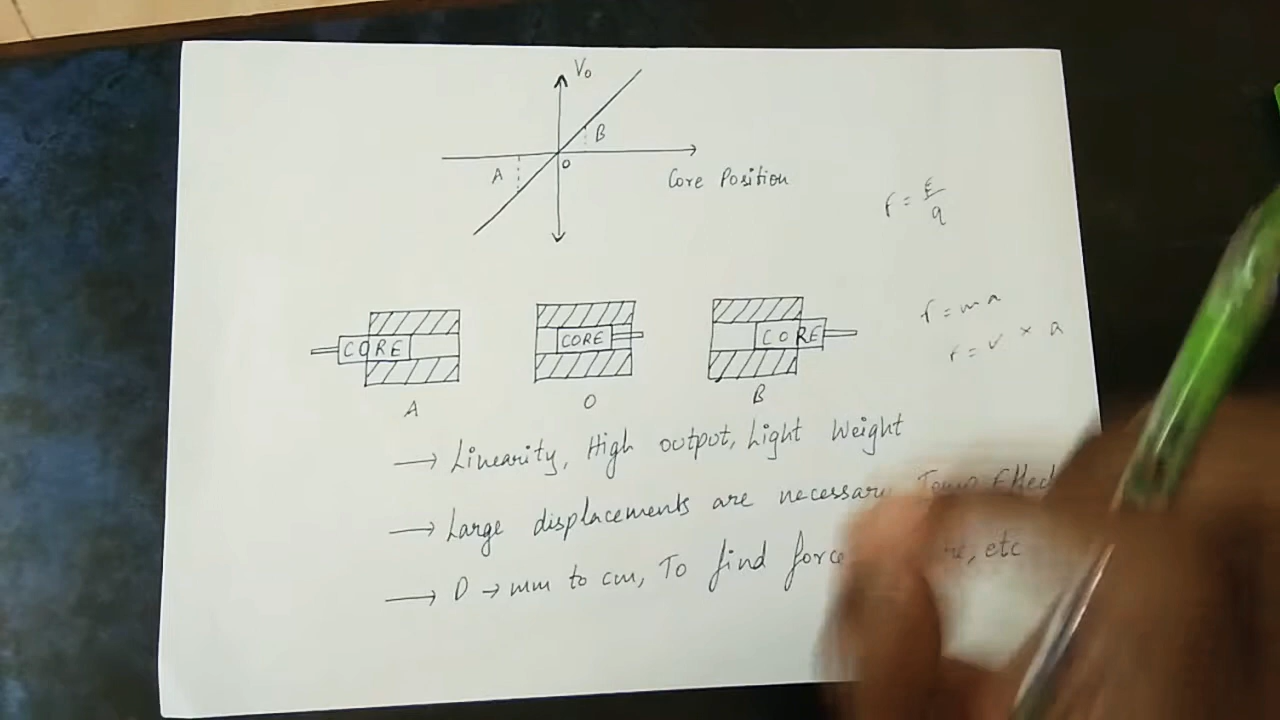 V₀
B
A
O
Core Position
CORE
CORE
CORE
A
O
B
→ Linearity, High output, Light Weight
→ Large displacements are necessary
→ D → mm to cm, To find force etc
F = m a